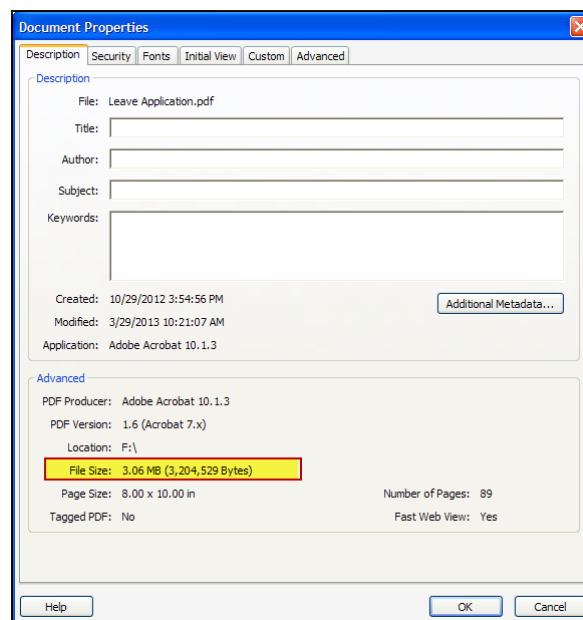 Document Properties
Description Security Fonts Initial View Custom Advanced
Description
File: Leave Application.pdf
Title:
Author:
Subject:
Keywords:
Created: 10/29/2012 3:54:56 PM
Additional Metadata...
Modified: 3/29/2013 10:21:07 AM
Application: Adobe Acrobat 10.1.3
Advanced
PDF Producer: Adobe Acrobat 10.1.3
PDF Version: 1.6 (Acrobat 7.x)
Location: F:\
File Size: 3.06 MB (3,204,529 Bytes)
Page Size: 8.00 x 10.00 in Number of Pages: 89
Tagged PDF: No Fast Web View: Yes
Help OK Cancel